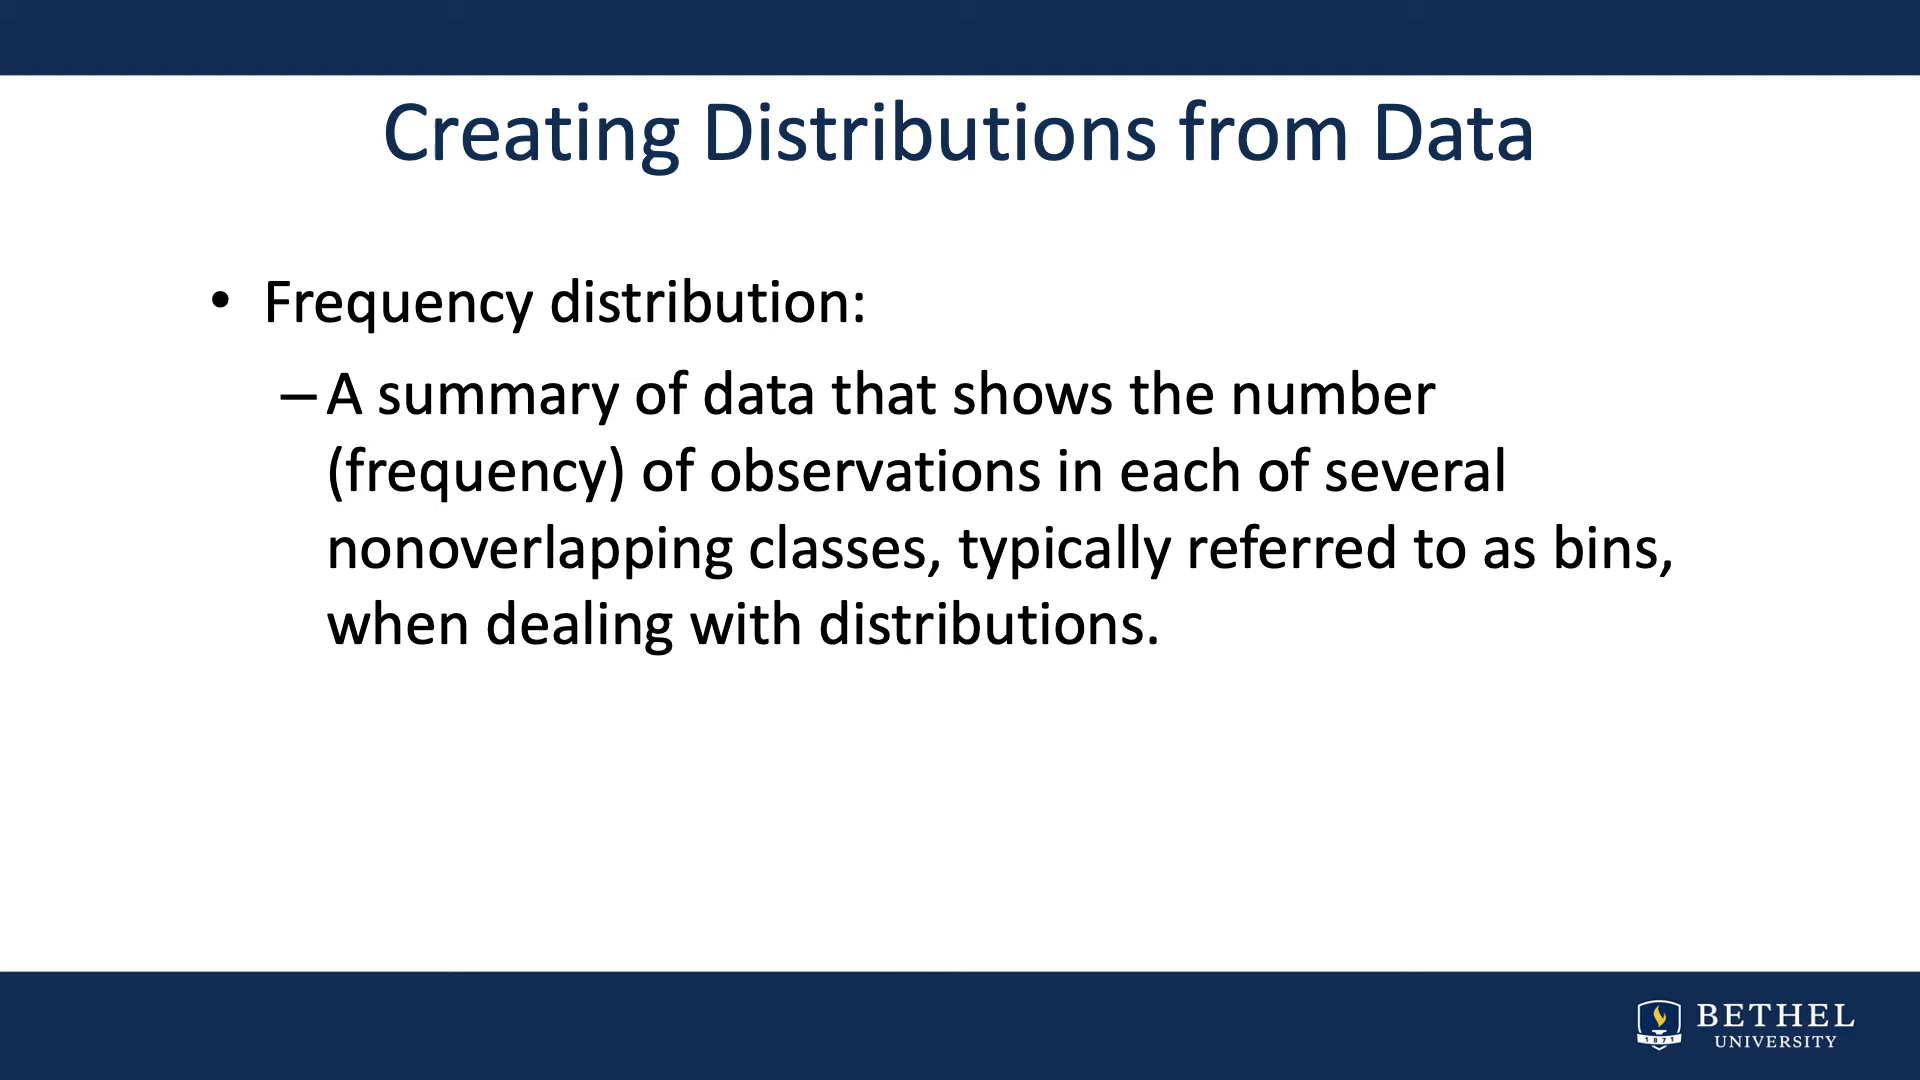 Creating Distributions from Data
• Frequency distribution:
– A summary of data that shows the number
(frequency) of observations in each of several
nonoverlapping classes, typically referred to as bins,
when dealing with distributions.
1871
BETHEL
UNIVERSITY